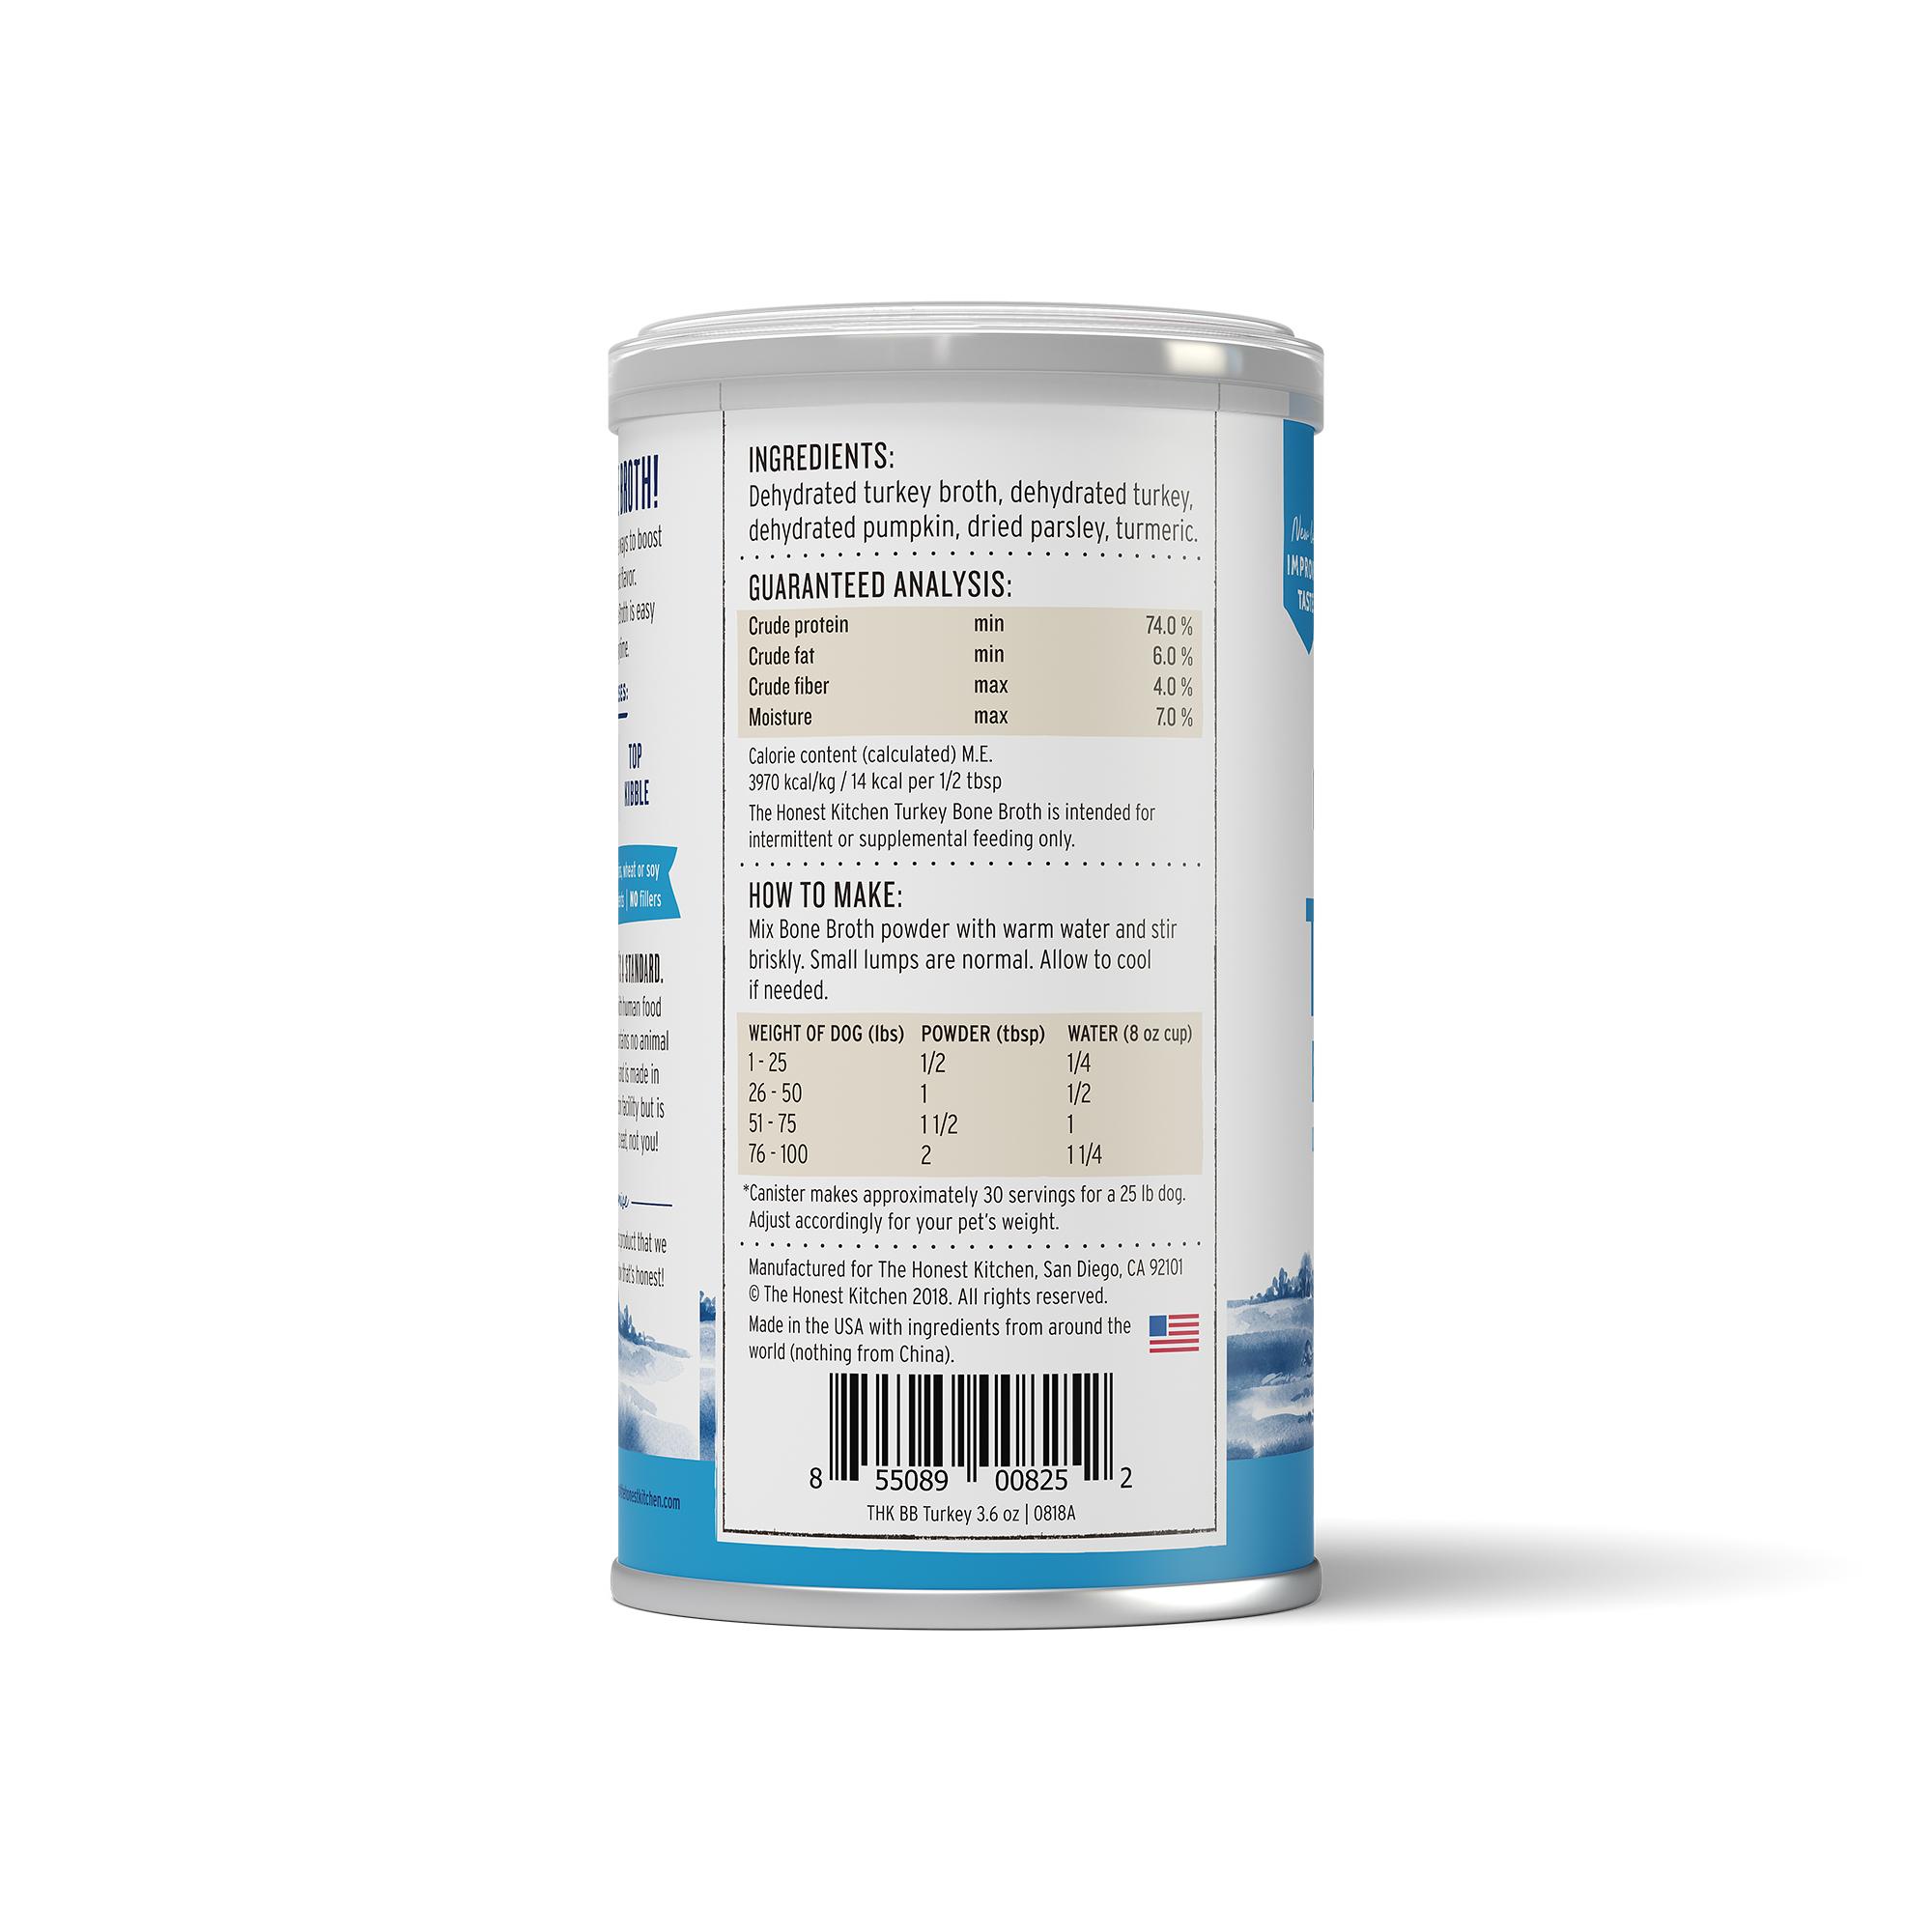 BROTH!
to boost
flavor.
is easy
TOP
KIBBLE
wheat or soy
NO fillers
STANDARD.
human food
no animal
is made in
facility but is
eat, not you!
product that we
that's honest!
INGREDIENTS:
Dehydrated turkey broth, dehydrated turkey,
dehydrated pumpkin, dried parsley, turmeric.
GUARANTEED ANALYSIS:
Crude protein min 74.0 %
Crude fat min 6.0 %
Crude fiber max 4.0 %
Moisture max 7.0 %
Calorie content (calculated) M.E.
3970 kcal/kg / 14 kcal per 1/2 tbsp
The Honest Kitchen Turkey Bone Broth is intended for
intermittent or supplemental feeding only.
HOW TO MAKE:
Mix Bone Broth powder with warm water and stir
briskly. Small lumps are normal. Allow to cool
if needed.
WEIGHT OF DOG (lbs) POWDER (tbsp) WATER (8 oz cup)
1 - 25 1/2 1/4
26 - 50 1 1/2
51 - 75 1 1/2 1
76 - 100 2 1 1/4
*Canister makes approximately 30 servings for a 25 lb dog.
Adjust accordingly for your pet's weight.
Manufactured for The Honest Kitchen, San Diego, CA 92101
© The Honest Kitchen 2018. All rights reserved.
Made in the USA with ingredients from around the
world (nothing from China).
8 55089 00825 2
THK BB Turkey 3.6 oz | 0818A
New